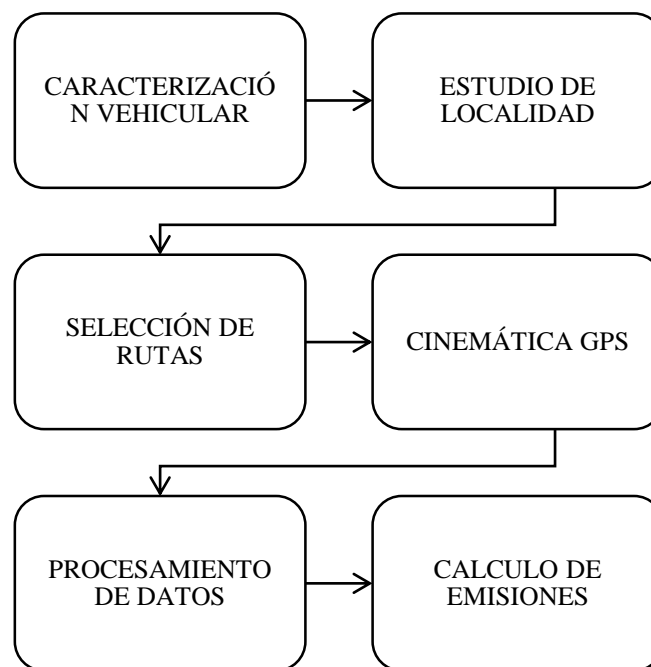 CARACTERIZACIÓ
N VEHICULAR
ESTUDIO DE
LOCALIDAD
SELECCIÓN DE
RUTAS
CINEMÁTICA GPS
PROCESAMIENTO
DE DATOS
CALCULO DE
EMISIONES